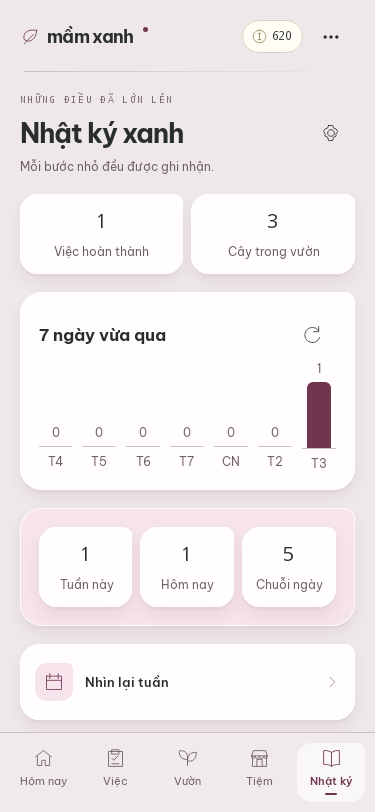 mầm xanh
620
NHỮNG ĐIỀU ĐÃ LỚN LÊN
Nhật ký xanh
Mỗi bước nhỏ đều được ghi nhận.
1
Việc hoàn thành
3
Cây trong vườn
7 ngày vừa qua
0 0 0 0 0 0 1
T4 T5 T6 T7 CN T2 T3
1
Tuần này
1
Hôm nay
5
Chuỗi ngày
Nhìn lại tuần
Hôm nay Việc Vườn Tiệm Nhật ký